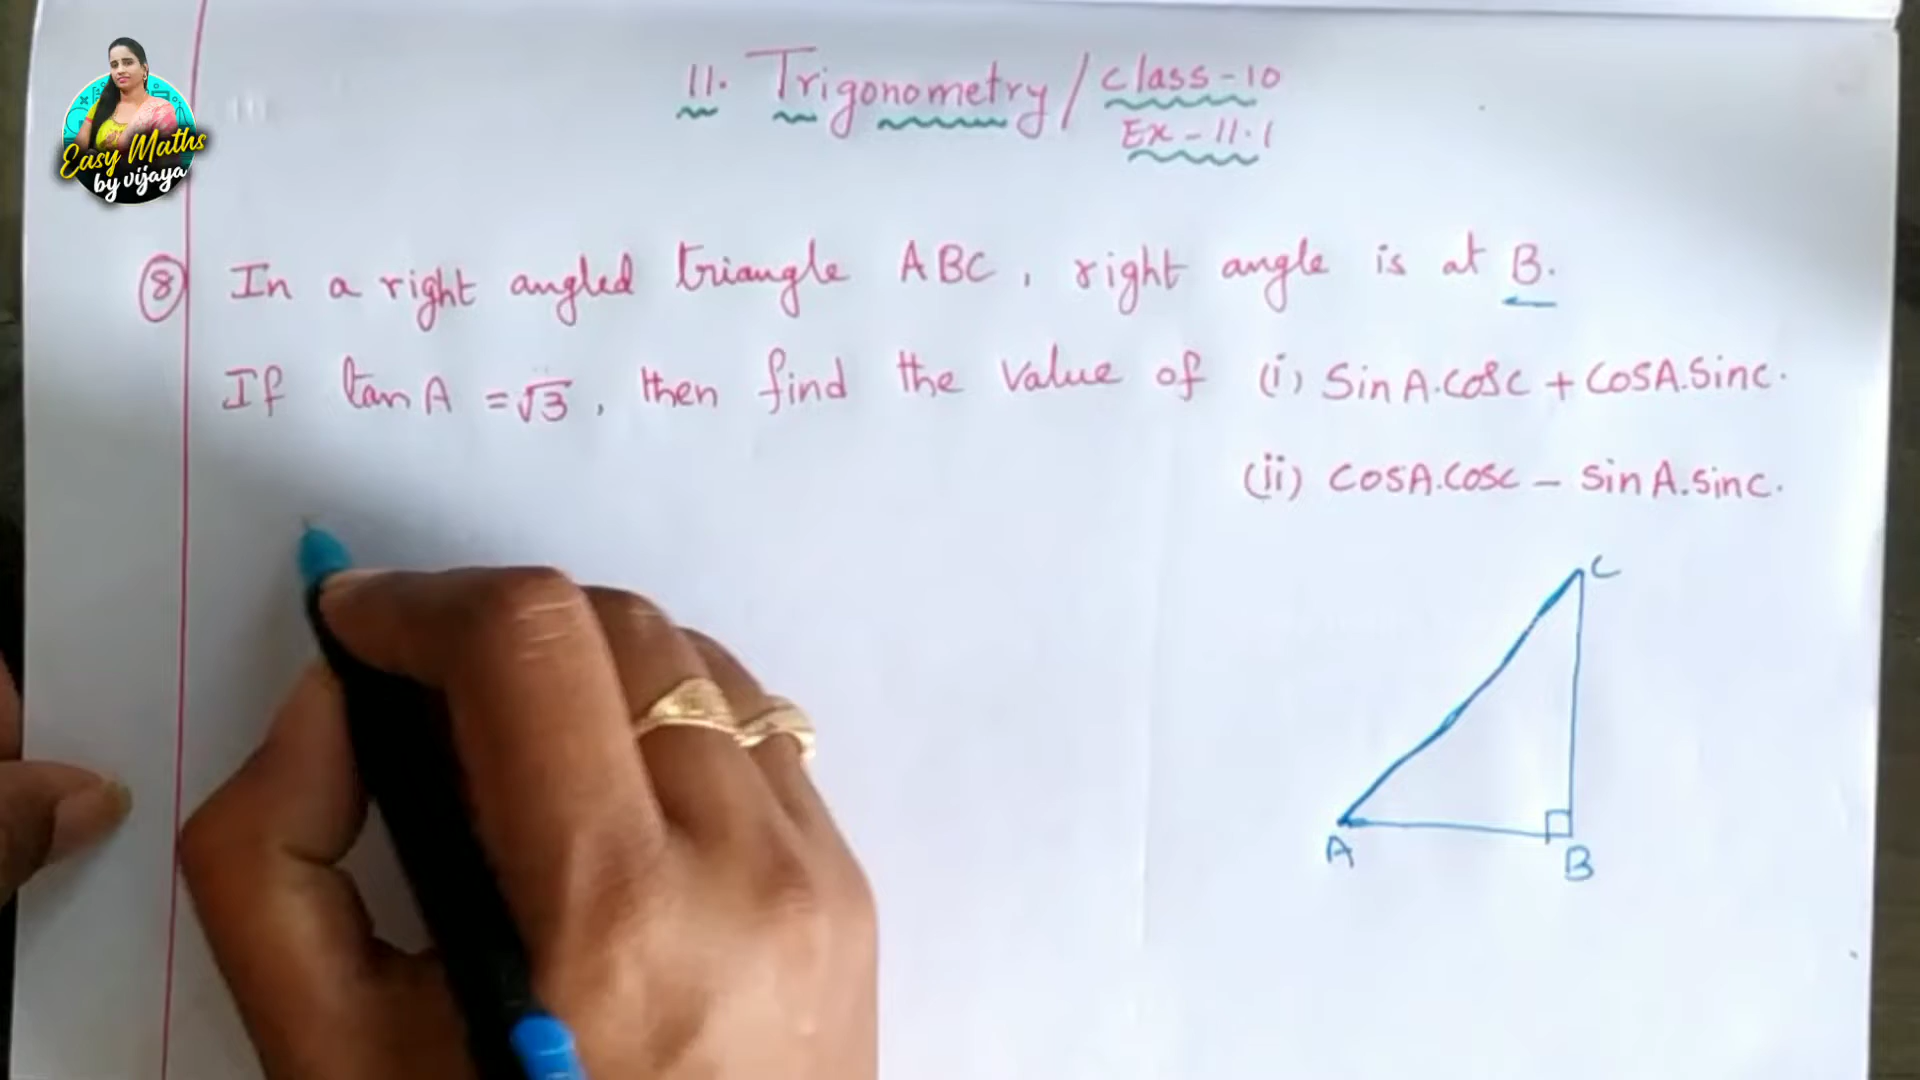 Easy Maths
by vijaya
11. Trigonometry / Class-10
Ex-11.1
8 In a right angled triangle ABC, right angle is at B.
If tan A = √3, then find the value of (i) Sin A.cosc + cosA.sinc.
(ii) cosA.cosc - sin A.sinc.
C
A
B